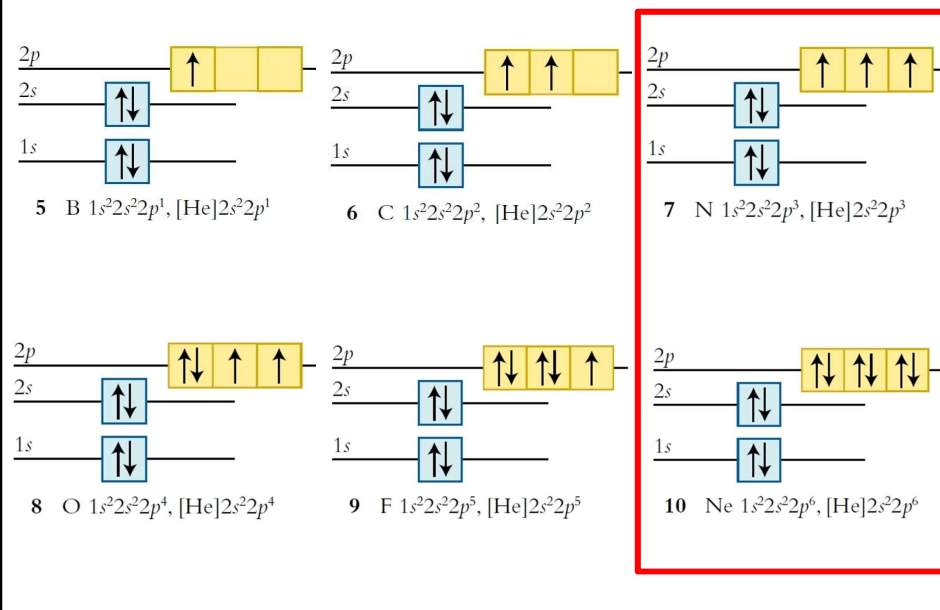 2p
2s
1s
5 B 1s²2s²2p¹, [He]2s²2p¹
2p
2s
1s
6 C 1s²2s²2p², [He]2s²2p²
2p
2s
1s
7 N 1s²2s²2p³, [He]2s²2p³
2p
2s
1s
8 O 1s²2s²2p⁴, [He]2s²2p⁴
2p
2s
1s
9 F 1s²2s²2p⁵, [He]2s²2p⁵
2p
2s
1s
10 Ne 1s²2s²2p⁶, [He]2s²2p⁶